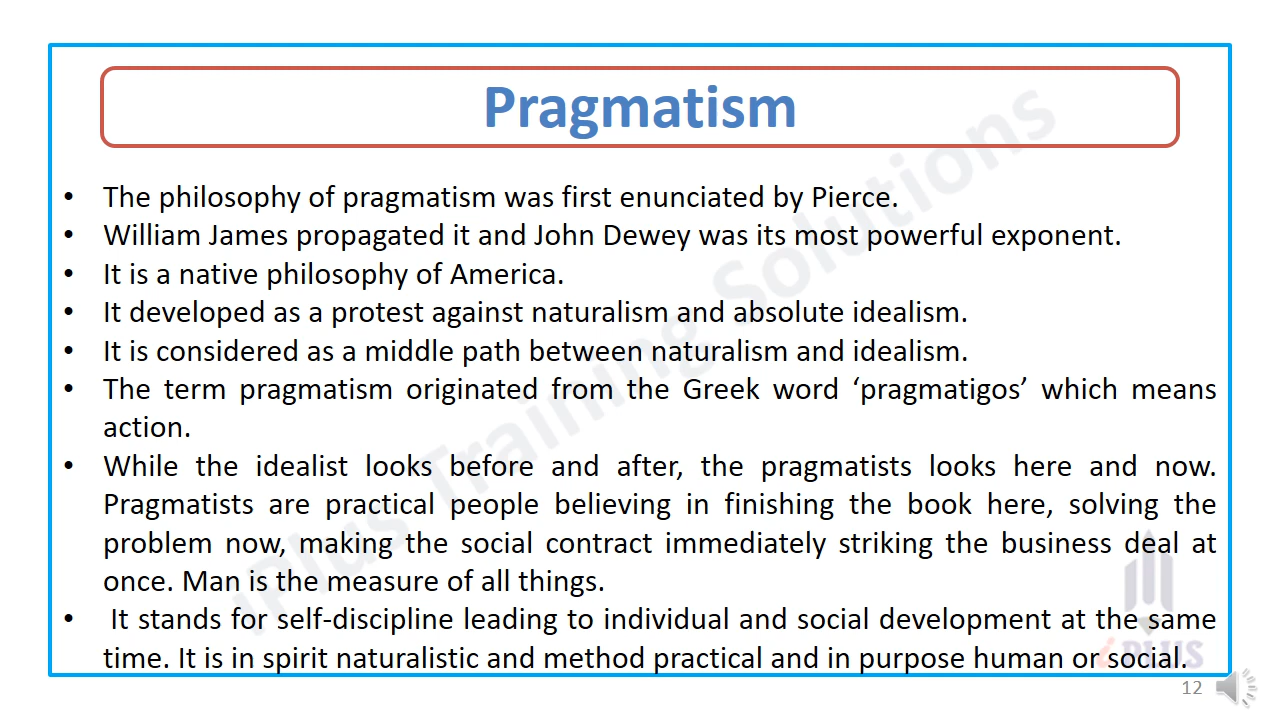 Pragmatism
• The philosophy of pragmatism was first enunciated by Pierce.
• William James propagated it and John Dewey was its most powerful exponent.
• It is a native philosophy of America.
• It developed as a protest against naturalism and absolute idealism.
• It is considered as a middle path between naturalism and idealism.
• The term pragmatism originated from the Greek word ‘pragmatigos’ which means
action.
• While the idealist looks before and after, the pragmatists looks here and now.
Pragmatists are practical people believing in finishing the book here, solving the
problem now, making the social contract immediately striking the business deal at
once. Man is the measure of all things.
• It stands for self-discipline leading to individual and social development at the same
time. It is in spirit naturalistic and method practical and in purpose human or social.
iPlus Training Solutions
iPLUS
12